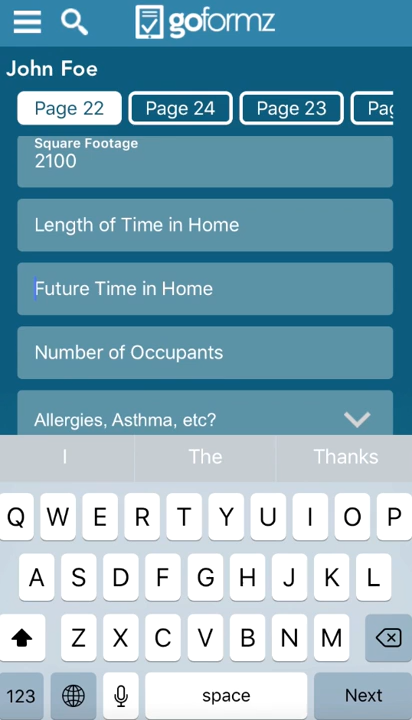 goformz
John Foe
Page 22 Page 24 Page 23 Pag
Square Footage
2100
Length of Time in Home
Future Time in Home
Number of Occupants
Allergies, Asthma, etc?
I The Thanks
Q W E R T Y U I O P
A S D F G H J K L
Z X C V B N M
123 space Next